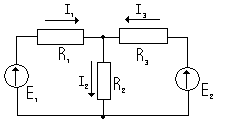 I₁ I₃
R₁ R₃
I₂ R₂
E₁ E₂